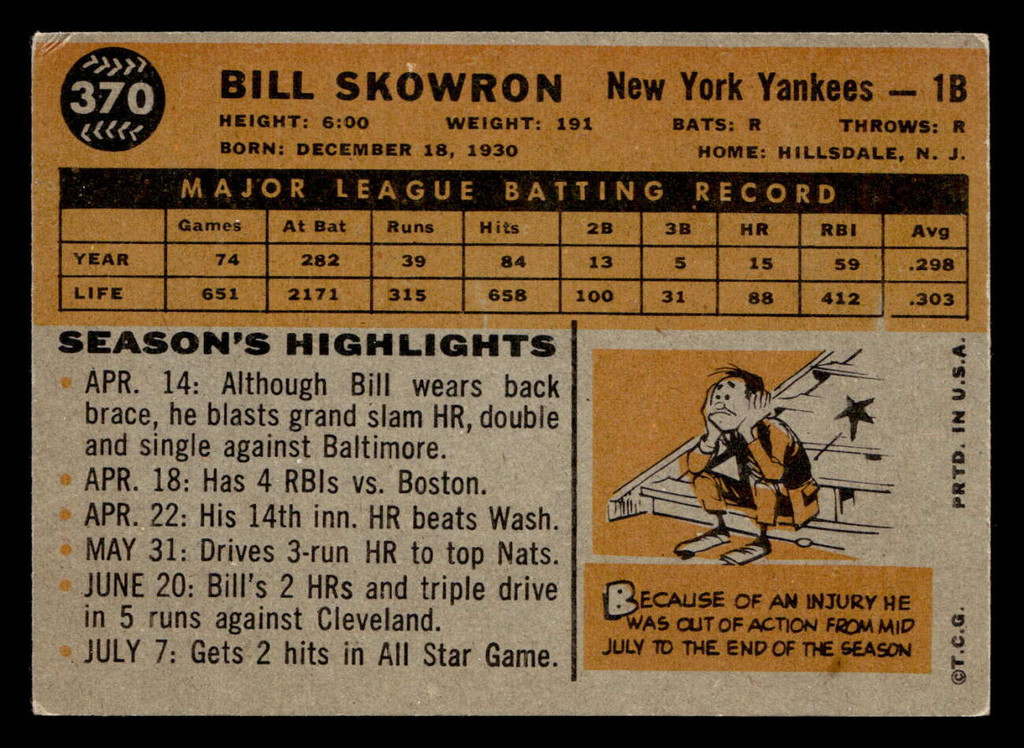 370
BILL SKOWRON New York Yankees — 1B
HEIGHT: 6:00 WEIGHT: 191 BATS: R THROWS: R
BORN: DECEMBER 18, 1930 HOME: HILLSDALE, N. J.
MAJOR LEAGUE BATTING RECORD
Games At Bat Runs Hits 2B 3B HR RBI Avg
YEAR 74 282 39 84 13 5 15 59 .298
LIFE 651 2171 315 658 100 31 88 412 .303
SEASON'S HIGHLIGHTS
• APR. 14: Although Bill wears back
brace, he blasts grand slam HR, double
and single against Baltimore.
• APR. 18: Has 4 RBIs vs. Boston.
• APR. 22: His 14th inn. HR beats Wash.
• MAY 31: Drives 3-run HR to top Nats.
• JUNE 20: Bill's 2 HRs and triple drive
in 5 runs against Cleveland.
• JULY 7: Gets 2 hits in All Star Game.
BECAUSE OF AN INJURY HE
WAS OUT OF ACTION FROM MID
JULY TO THE END OF THE SEASON
©T.C.G. PRTD. IN U.S.A.